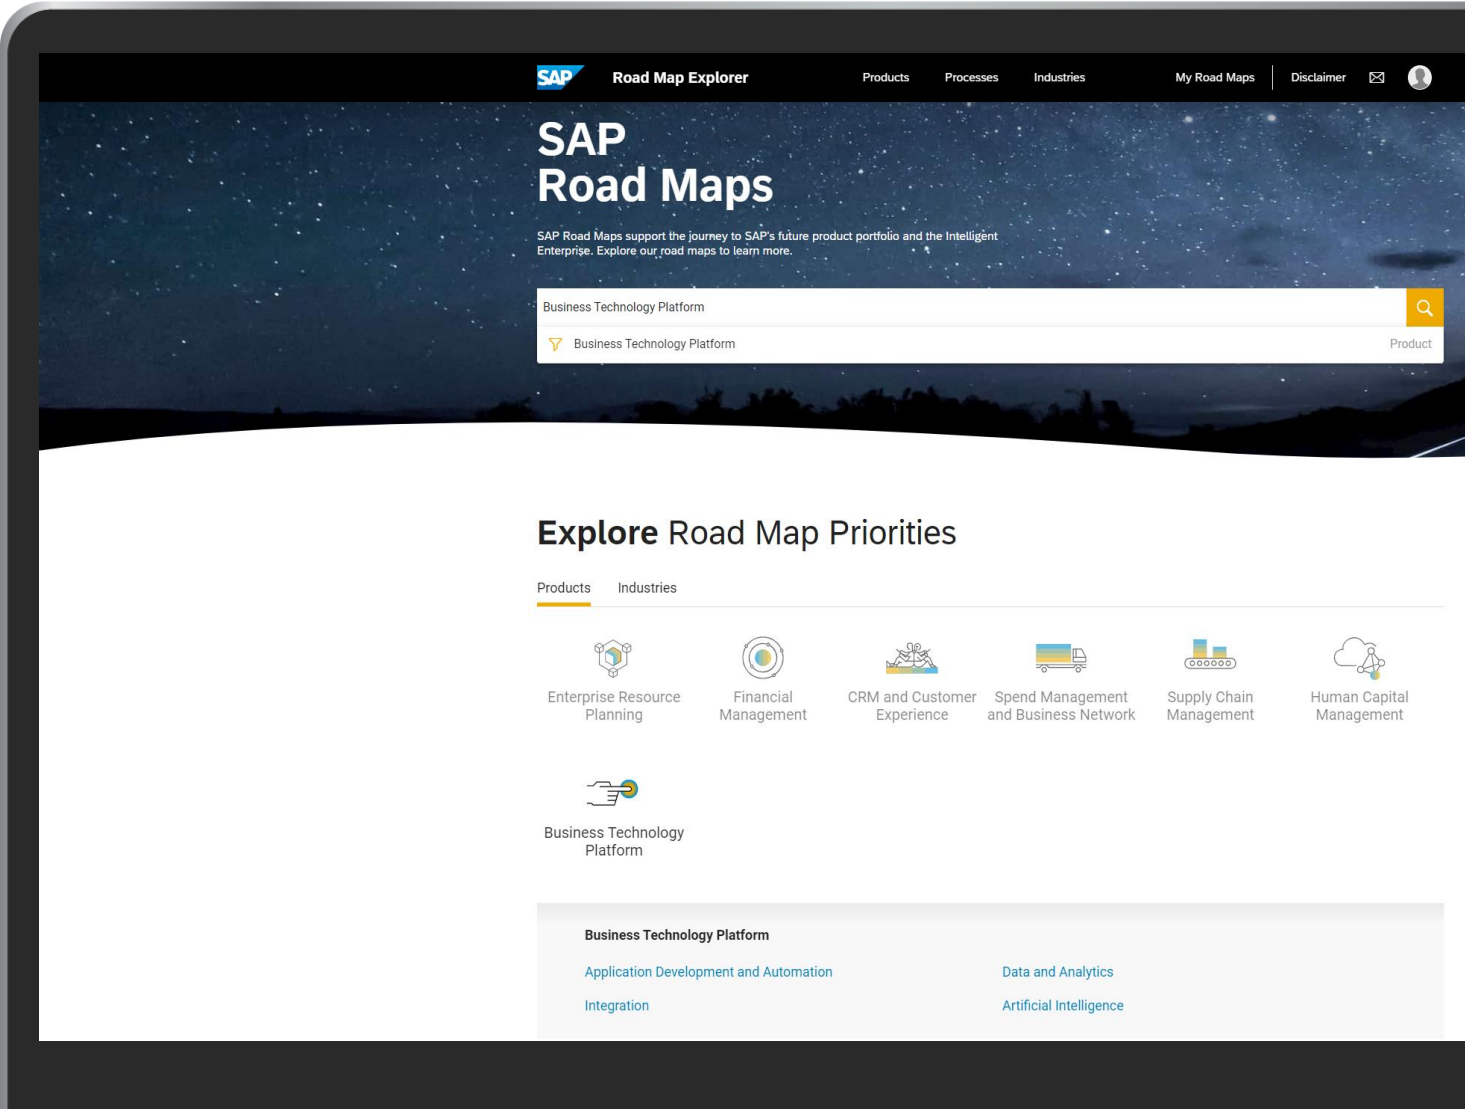 SAP Road Map Explorer Products Processes Industries My Road Maps Disclaimer
SAP
Road Maps
SAP Road Maps support the journey to SAP's future product portfolio and the Intelligent
Enterprise. Explore our road maps to learn more.
Business Technology Platform
Business Technology Platform Product
Explore Road Map Priorities
Products Industries
Enterprise Resource
Planning
Financial
Management
CRM and Customer
Experience
Spend Management
and Business Network
Supply Chain
Management
Human Capital
Management
Business Technology
Platform
Business Technology Platform
Application Development and Automation
Data and Analytics
Integration
Artificial Intelligence